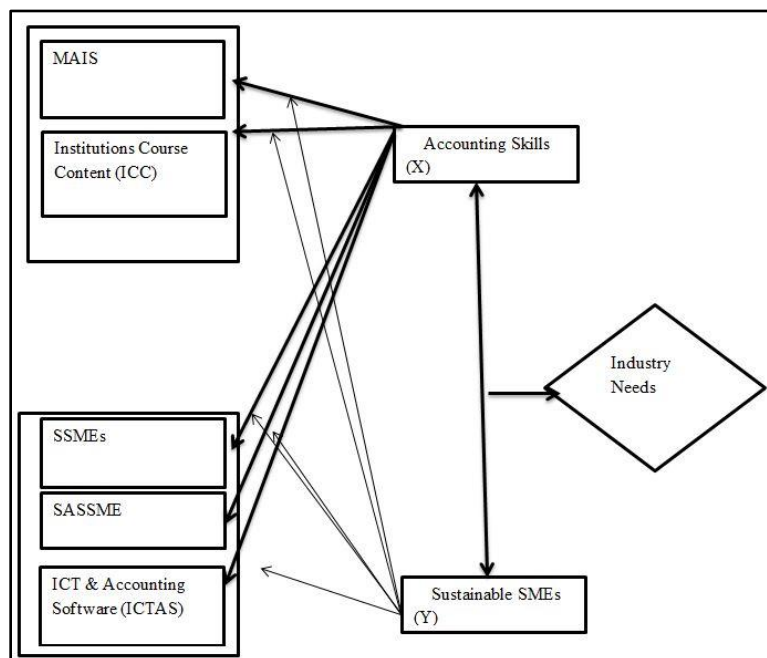 MAIS
Institutions Course
Content (ICC)
Accounting Skills
(X)
Industry
Needs
SSMEs
SASSME
ICT & Accounting
Software (ICTAS)
Sustainable SMEs
(Y)